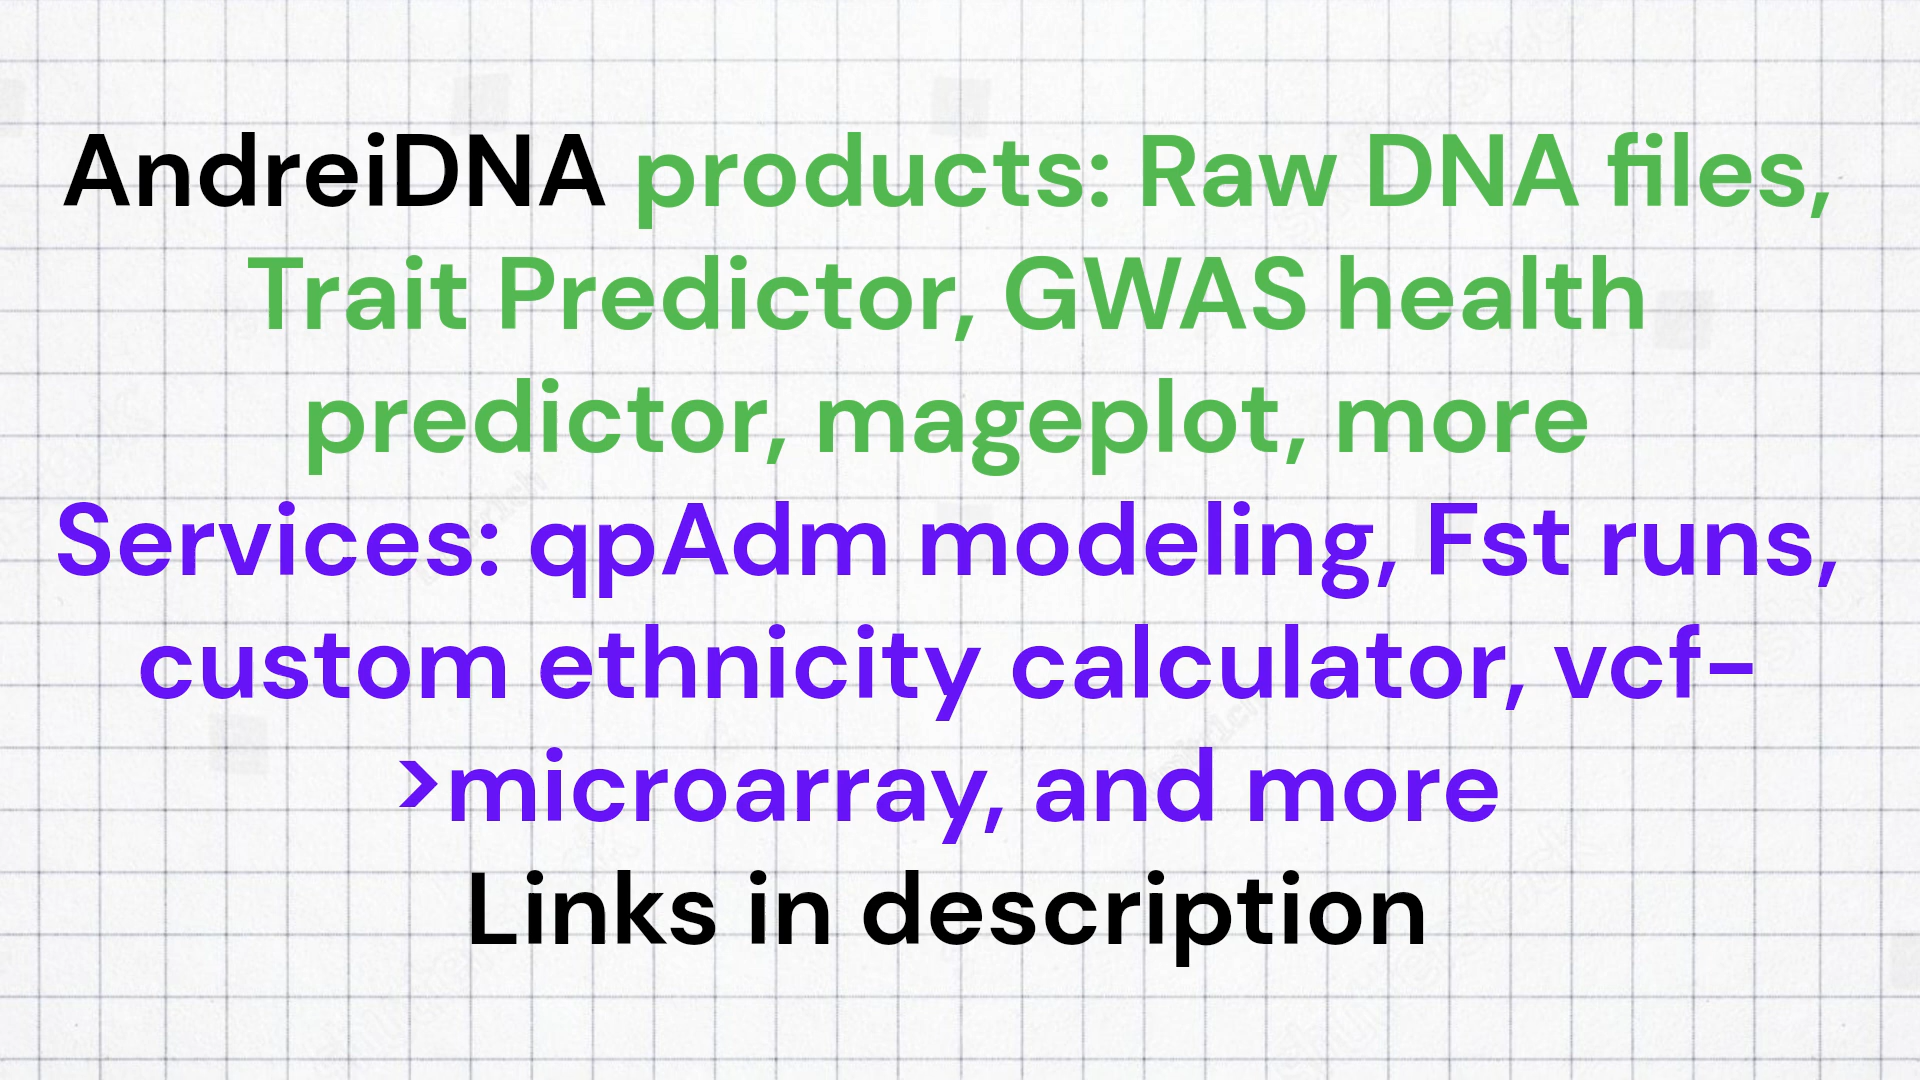 AndreiDNA products: Raw DNA files,
Trait Predictor, GWAS health
predictor, mageplot, more
Services: qpAdm modeling, Fst runs,
custom ethnicity calculator, vcf-
>microarray, and more
Links in description